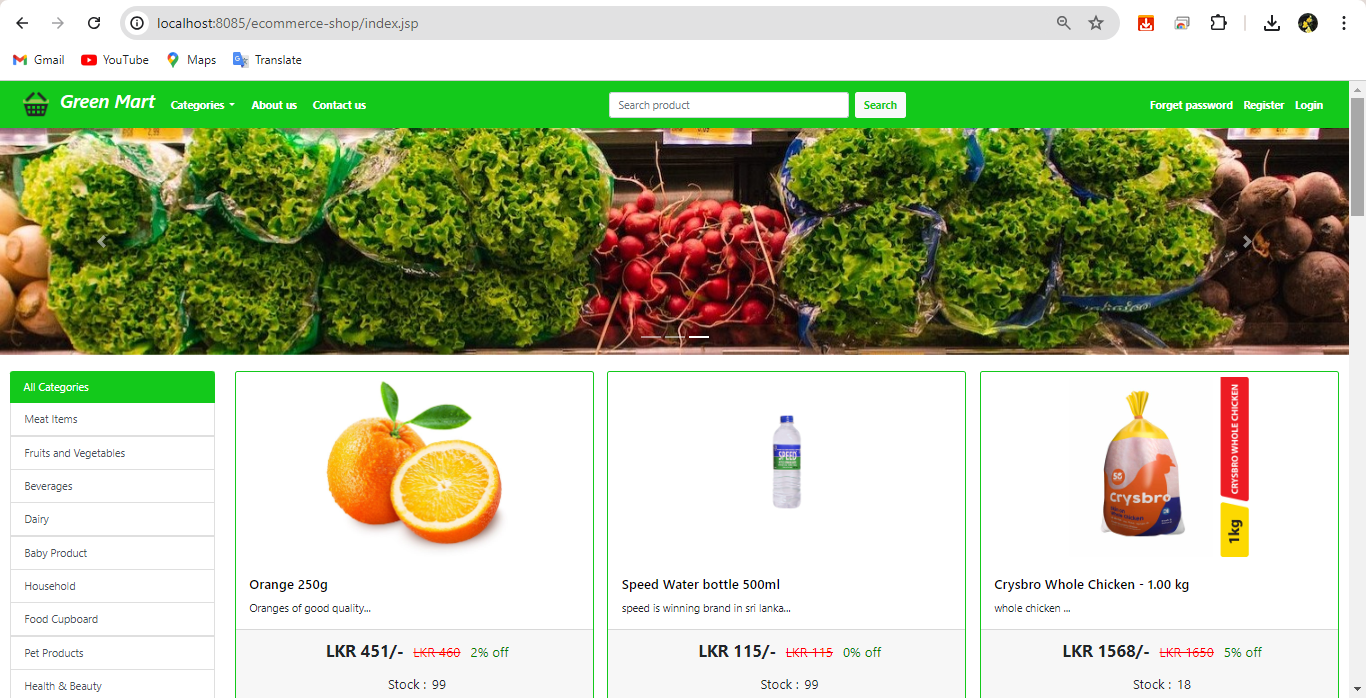 localhost:8085/ecommerce-shop/index.jsp
Gmail YouTube Maps Translate
Green Mart Categories About us Contact us Search product Search Forget password Register Login
All Categories
Meat Items
Fruits and Vegetables
Beverages
Dairy
Baby Product
Household
Food Cupboard
Pet Products
Health & Beauty
SPEED
Crysbro
CRYSBRO WHOLE CHICKEN
1kg
Orange 250g
Oranges of good quality...
LKR 451/- LKR 460 2% off
Stock : 99
Speed Water bottle 500ml
speed is winning brand in sri lanka...
LKR 115/- LKR 115 0% off
Stock : 99
Crysbro Whole Chicken - 1.00 kg
whole chicken ...
LKR 1568/- LKR 1650 5% off
Stock : 18